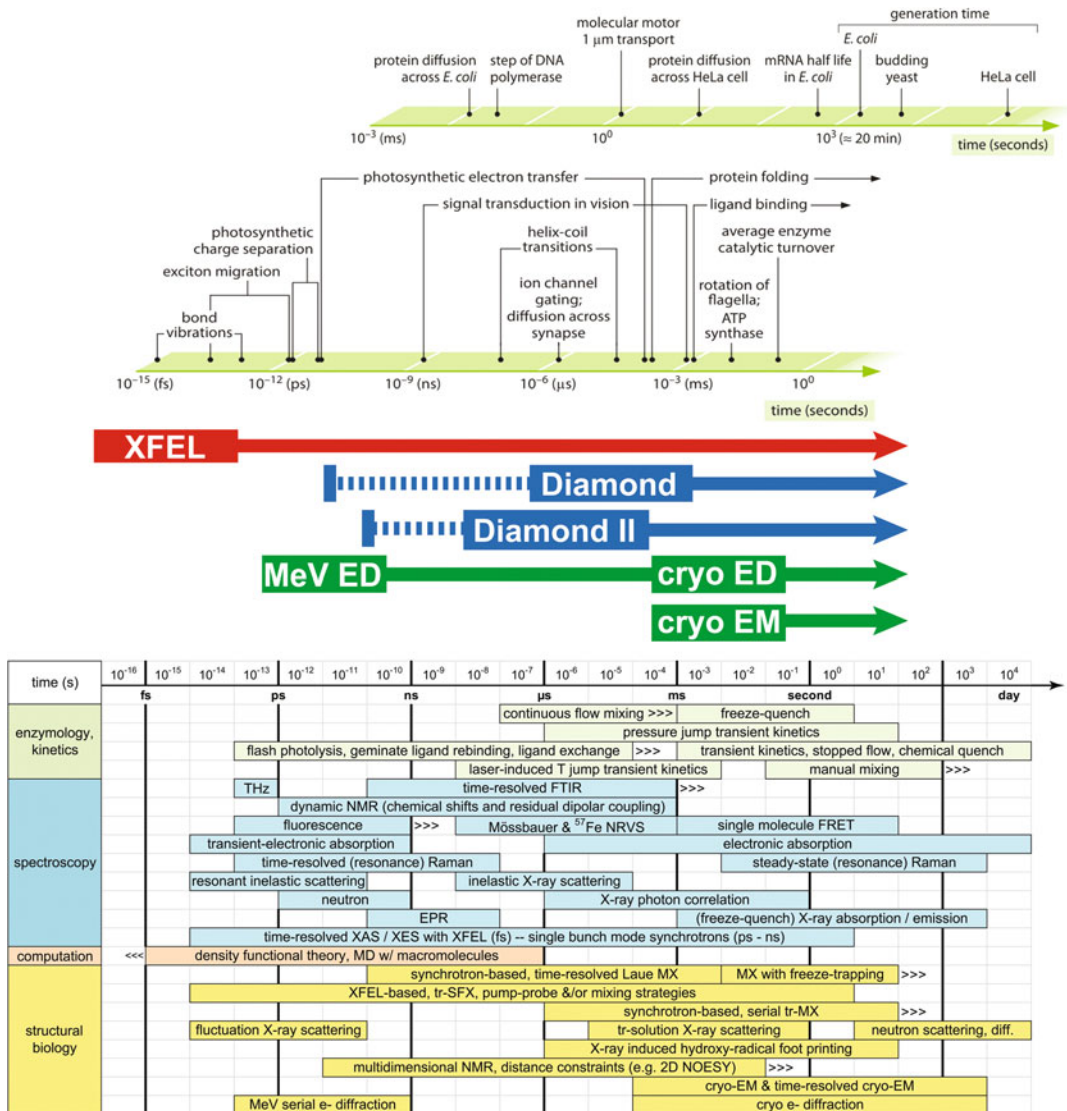 generation time
molecular motor
1 μm transport
E. coli
protein diffusion
across E. coli
step of DNA
polymerase
protein diffusion
across HeLa cell
mRNA half life
in E. coli
budding
yeast
HeLa cell
10⁻³ (ms)
10⁰
10³ (≈ 20 min)
time (seconds)
photosynthetic electron transfer
protein folding
signal transduction in vision
ligand binding
photosynthetic
charge separation
helix-coil
transitions
average enzyme
catalytic turnover
exciton migration
ion channel
gating;
diffusion across
synapse
rotation of
flagella;
ATP
synthase
bond
vibrations
10⁻¹⁵ (fs)
10⁻¹² (ps)
10⁻⁹ (ns)
10⁻⁶ (μs)
10⁻³ (ms)
10⁰
time (seconds)
XFEL
Diamond
Diamond II
MeV ED
cryo ED
cryo EM
time (s)
10⁻¹⁶ 10⁻¹⁵ 10⁻¹⁴ 10⁻¹³ 10⁻¹² 10⁻¹¹ 10⁻¹⁰ 10⁻⁹ 10⁻⁸ 10⁻⁷ 10⁻⁶ 10⁻⁵ 10⁻⁴ 10⁻³ 10⁻² 10⁻¹ 10⁰ 10¹ 10² 10³ 10⁴
fs ps ns μs ms second day
enzymology,
kinetics
continuous flow mixing >>> freeze-quench
pressure jump transient kinetics
flash photolysis, geminate ligand rebinding, ligand exchange >>> transient kinetics, stopped flow, chemical quench
laser-induced T jump transient kinetics manual mixing >>>
spectroscopy
THz time-resolved FTIR >>>
dynamic NMR (chemical shifts and residual dipolar coupling)
fluorescence >>> Mössbauer & ⁵⁷Fe NRVS single molecule FRET
transient-electronic absorption electronic absorption
time-resolved (resonance) Raman steady-state (resonance) Raman
resonant inelastic scattering inelastic X-ray scattering
neutron X-ray photon correlation
EPR (freeze-quench) X-ray absorption / emission
time-resolved XAS / XES with XFEL (fs) -- single bunch mode synchrotrons (ps - ns)
computation
<<< density functional theory, MD w/ macromolecules
structural
biology
synchrotron-based, time-resolved Laue MX MX with freeze-trapping >>>
XFEL-based, tr-SFX, pump-probe &/or mixing strategies
synchrotron-based, serial tr-MX >>>
fluctuation X-ray scattering tr-solution X-ray scattering neutron scattering, diff.
X-ray induced hydroxy-radical foot printing
multidimensional NMR, distance constraints (e.g. 2D NOESY) >>>
cryo-EM & time-resolved cryo-EM
MeV serial e- diffraction cryo e- diffraction